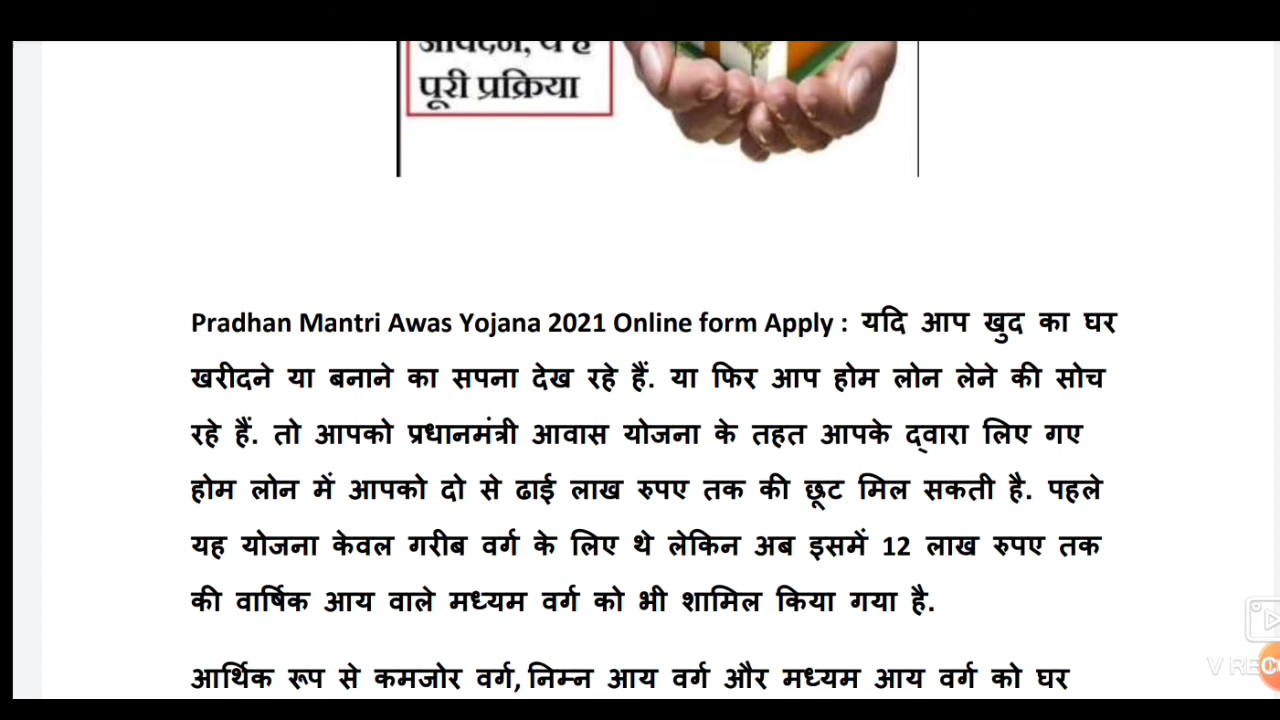 पूरी प्रक्रिया
Pradhan Mantri Awas Yojana 2021 Online form Apply : यदि आप खुद का घर
खरीदने या बनाने का सपना देख रहे हैं. या फिर आप होम लोन लेने की सोच
रहे हैं. तो आपको प्रधानमंत्री आवास योजना के तहत आपके द्वारा लिए गए
होम लोन में आपको दो से ढाई लाख रुपए तक की छूट मिल सकती है. पहले
यह योजना केवल गरीब वर्ग के लिए थे लेकिन अब इसमें 12 लाख रुपए तक
की वार्षिक आय वाले मध्यम वर्ग को भी शामिल किया गया है.
आर्थिक रूप से कमजोर वर्ग, निम्न आय वर्ग और मध्यम आय वर्ग को घर